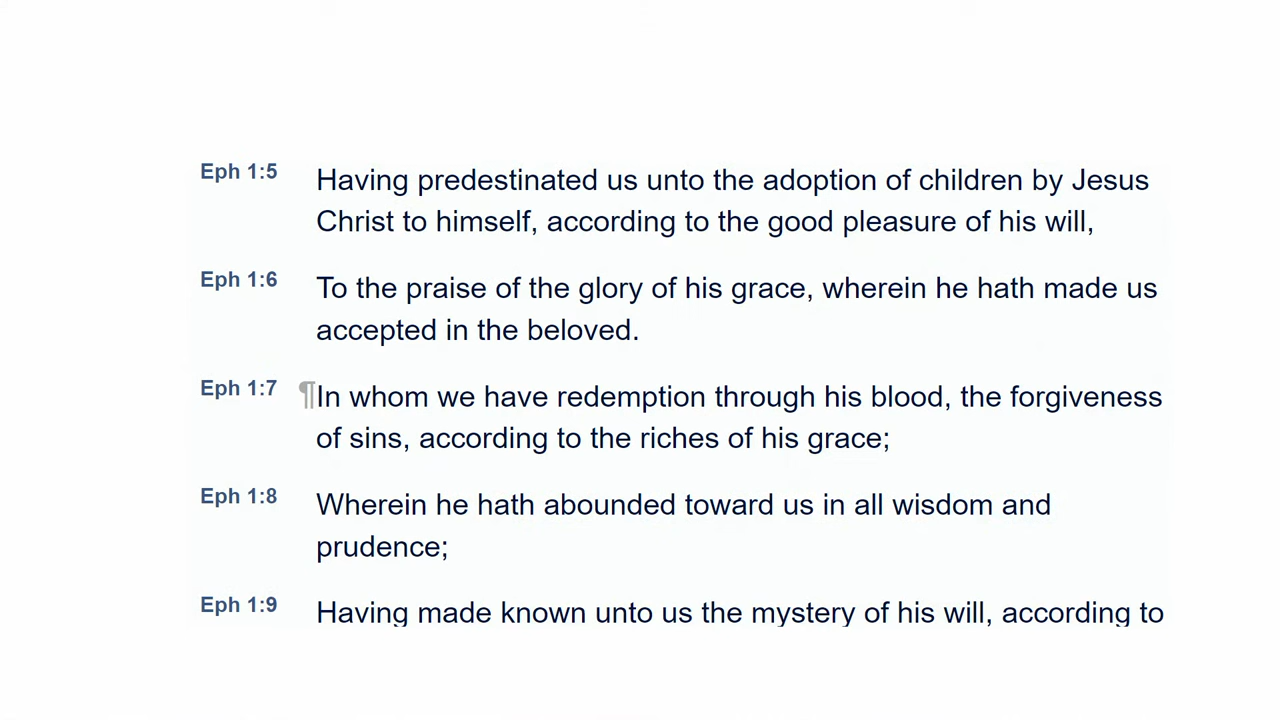 Eph 1:5 Having predestinated us unto the adoption of children by Jesus
Christ to himself, according to the good pleasure of his will,
Eph 1:6 To the praise of the glory of his grace, wherein he hath made us
accepted in the beloved.
Eph 1:7 ¶In whom we have redemption through his blood, the forgiveness
of sins, according to the riches of his grace;
Eph 1:8 Wherein he hath abounded toward us in all wisdom and
prudence;
Eph 1:9 Having made known unto us the mystery of his will, according to